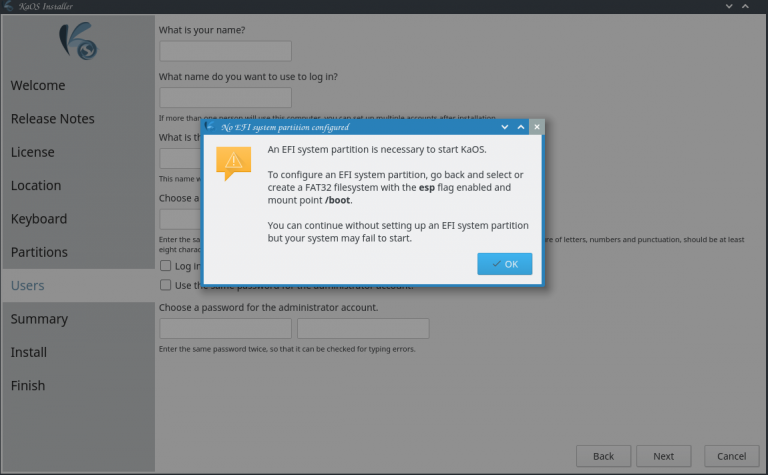 KaOS Installer
Welcome
Release Notes
License
Location
Keyboard
Partitions
Users
Summary
Install
Finish
What is your name?
What name do you want to use to log in?
If more than one person will use this computer, you can set up multiple accounts after installation.
What is th
This name w
Choose a
Enter the sa
re of letters, numbers and punctuation, should be at least
eight charac
Log in
Use the same password for the administrator account.
Choose a password for the administrator account.
Enter the same password twice, so that it can be checked for typing errors.
No EFI system partition configured
An EFI system partition is necessary to start KaOS.
To configure an EFI system partition, go back and select or
create a FAT32 filesystem with the esp flag enabled and
mount point /boot.
You can continue without setting up an EFI system partition
but your system may fail to start.
OK
Back
Next
Cancel